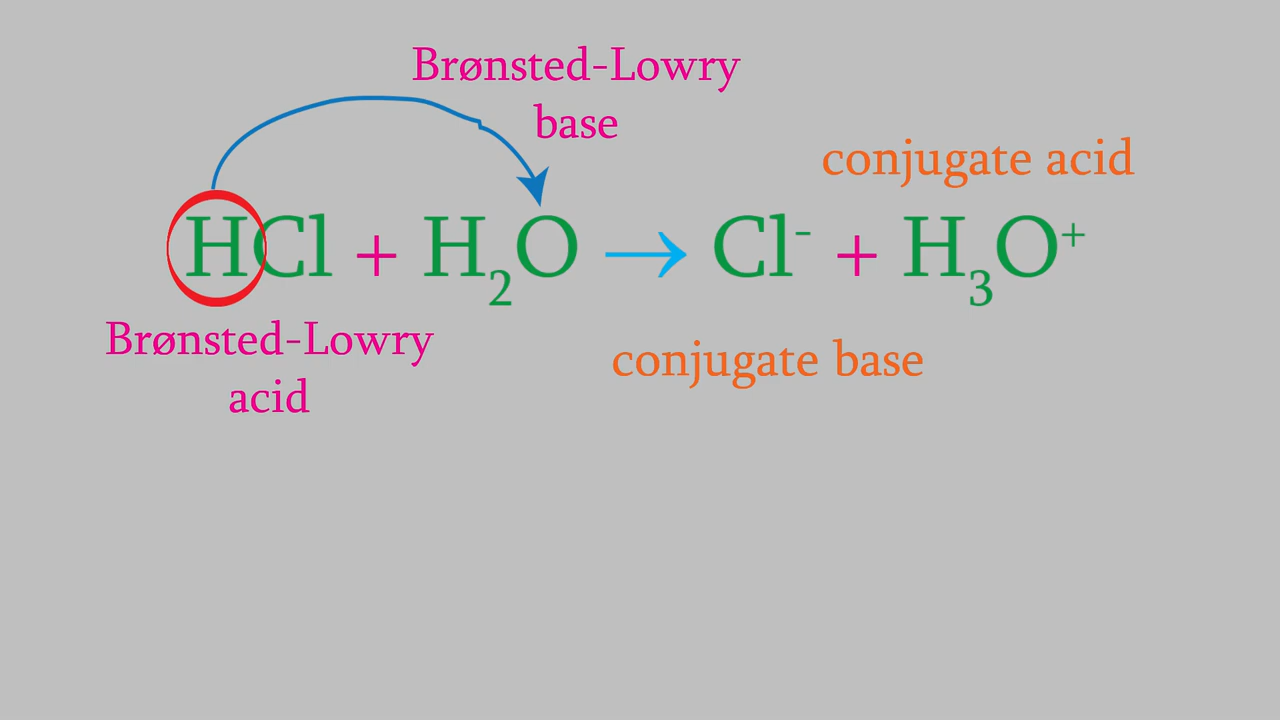 Brønsted-Lowry
base
conjugate acid
HCl + H₂O → Cl⁻ + H₃O⁺
Brønsted-Lowry
acid
conjugate base